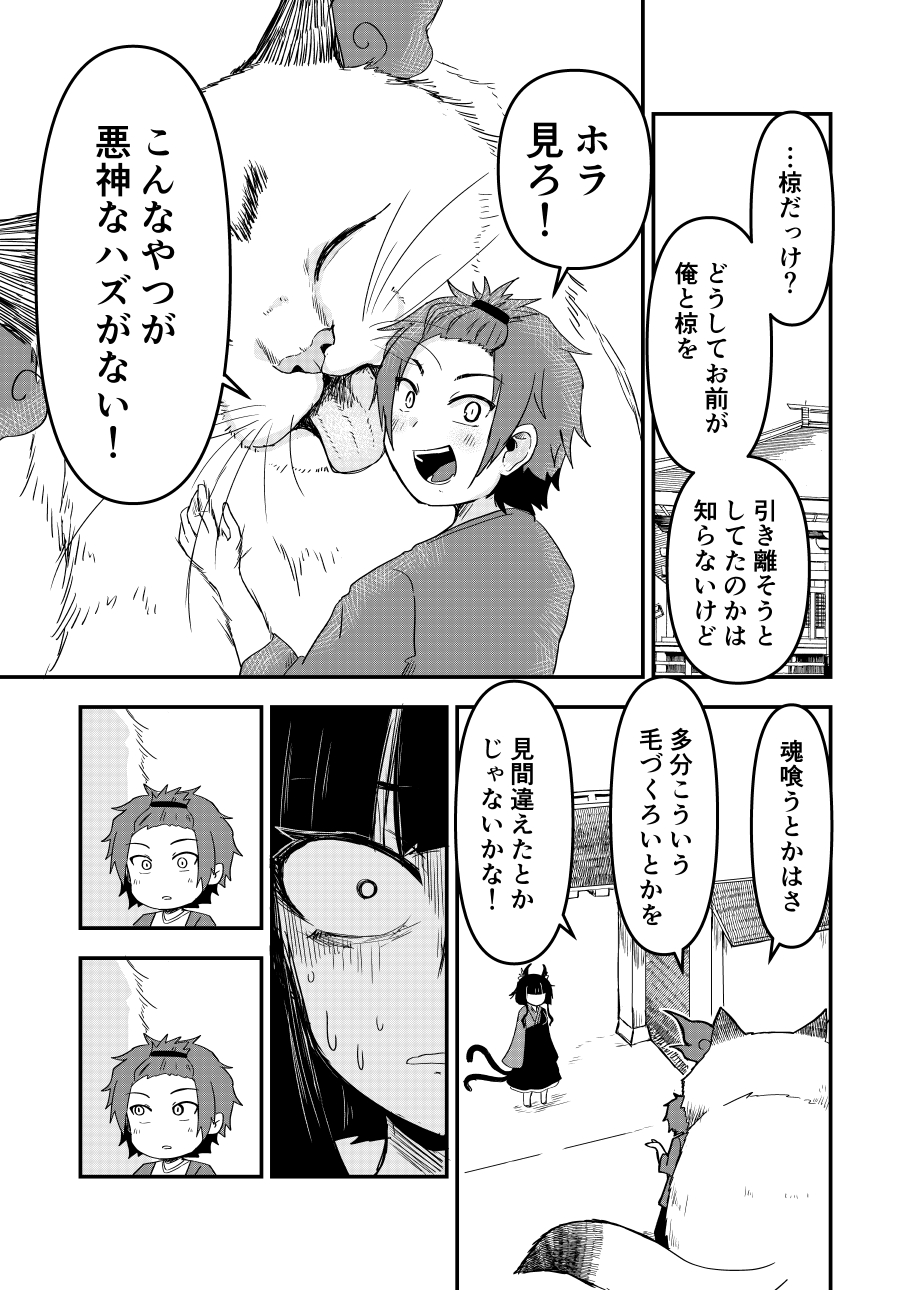 …椋だっけ?
どうしてお前が
俺と椋を
引き離そうと
してたのかは
知らないけど
ホラ
見ろ!
こんなやつが
悪神なハズがない!
魂喰うとかはさ
多分こういう
毛づくろいとかを
見間違えたとか
じゃないかな!